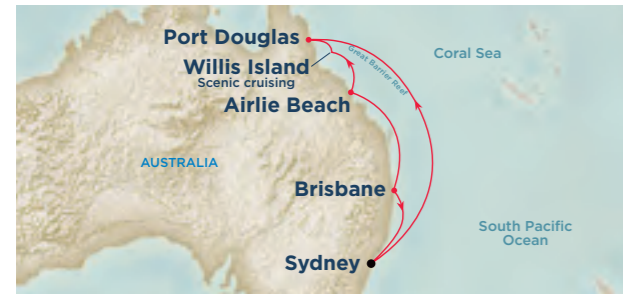 Port Douglas
Great Barrier Reef
Coral Sea
Willis Island
Scenic cruising
Airlie Beach
AUSTRALIA
Brisbane
South Pacific
Ocean
Sydney